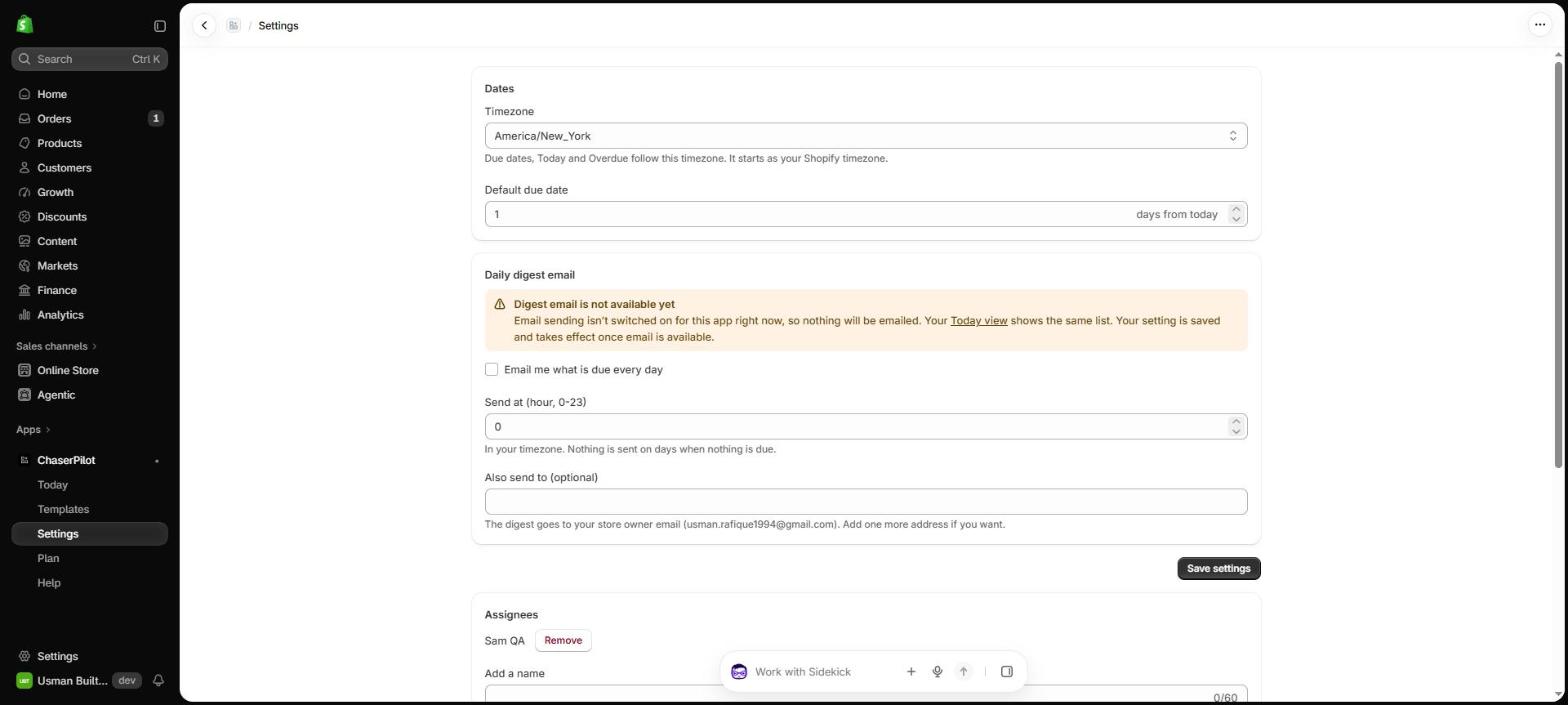 Settings
Search Ctrl K
Home
Orders 1
Products
Customers
Growth
Discounts
Content
Markets
Finance
Analytics
Sales channels
Online Store
Agentic
Apps
ChaserPilot
Today
Templates
Settings
Plan
Help
Settings
Usman Built... dev
Dates
Timezone
America/New_York
Due dates, Today and Overdue follow this timezone. It starts as your Shopify timezone.
Default due date
1 days from today
Daily digest email
Digest email is not available yet
Email sending isn't switched on for this app right now, so nothing will be emailed. Your Today view shows the same list. Your setting is saved
and takes effect once email is available.
Email me what is due every day
Send at (hour, 0-23)
0
In your timezone. Nothing is sent on days when nothing is due.
Also send to (optional)
The digest goes to your store owner email (usman.rafique1994@gmail.com). Add one more address if you want.
Save settings
Assignees
Sam QA Remove
Add a name
0/60
Work with Sidekick